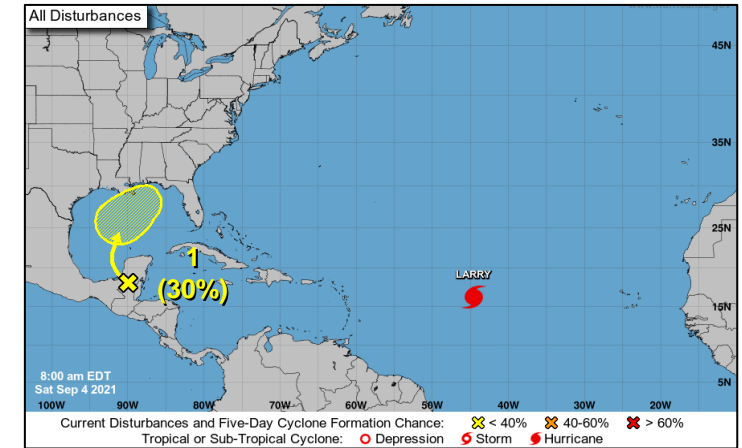 All Disturbances
45N
35N
25N
1
(30%)
LARRY
15N
8:00 am EDT
Sat Sep 4 2021
5N
100W 90W 80W 70W 60W 50W 40W 30W 20W
Current Disturbances and Five-Day Cyclone Formation Chance: < 40% 40-60% > 60%
Tropical or Sub-Tropical Cyclone: Depression Storm Hurricane